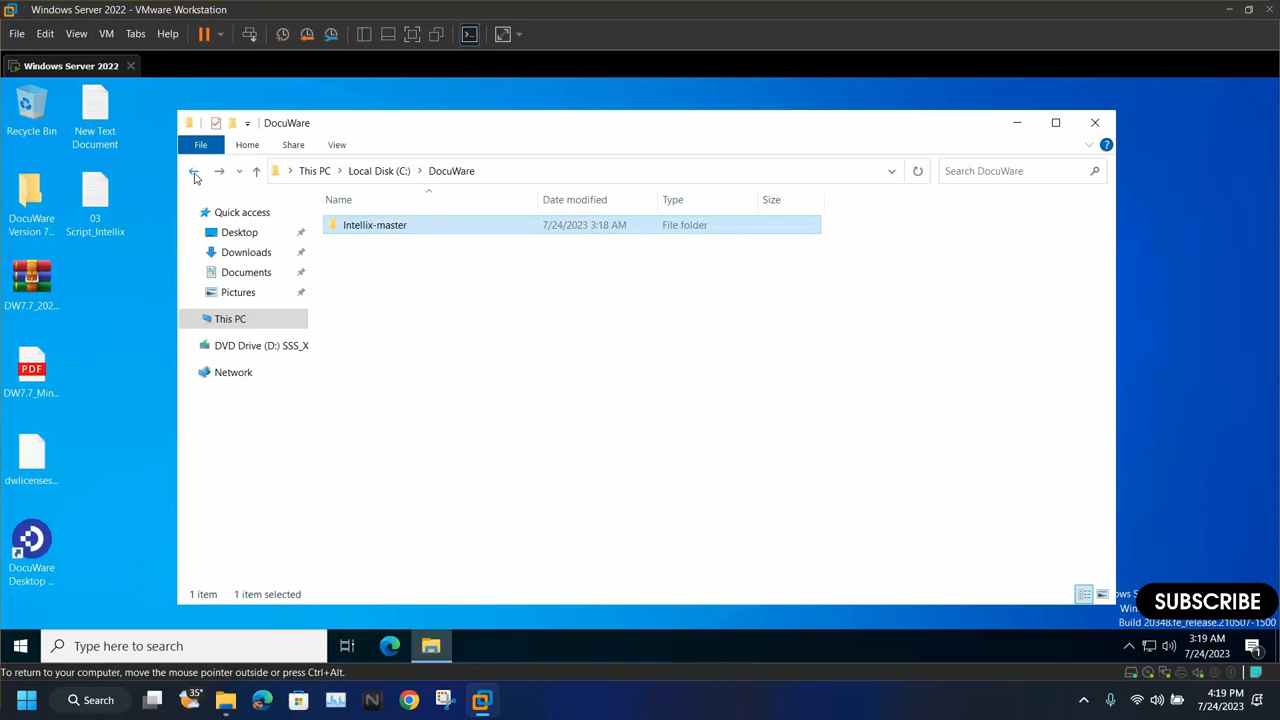 Windows Server 2022 - VMware Workstation
File Edit View VM Tabs Help
Windows Server 2022
Recycle Bin
New Text
Document
DocuWare
Version 7...
03
Script_Intellix
DW7.7_202...
PDF
DW7.7_Min...
dwlicenses...
DocuWare
Desktop ...
DocuWare
File Home Share View
This PC > Local Disk (C:) > DocuWare
Search DocuWare
Name Date modified Type Size
Intellix-master 7/24/2023 3:18 AM File folder
Quick access
Desktop
Downloads
Documents
Pictures
This PC
DVD Drive (D:) SSS_X
Network
1 item 1 item selected
SUBSCRIBE
Build 20348.fe_release.210507-1500
Type here to search
3:19 AM
7/24/2023
1
To return to your computer, move the mouse pointer outside or press Ctrl+Alt.
Search
35°
4:19 PM
7/24/2023